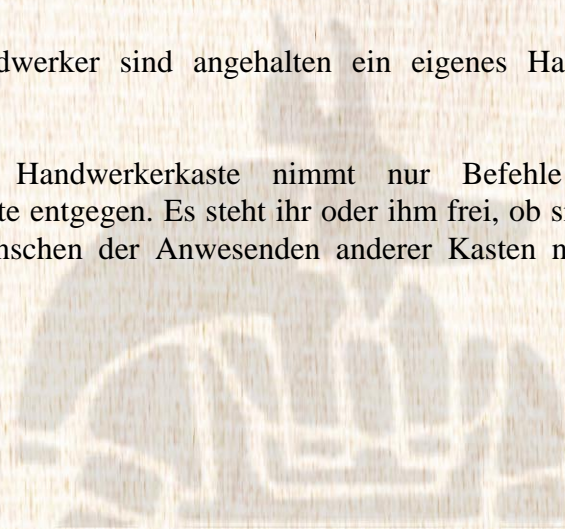 dwerker sind angehalten ein eigenes Ha
Handwerkerkaste nimmt nur Befehle
te entgegen. Es steht ihr oder ihm frei, ob s
nschen der Anwesenden anderer Kasten n